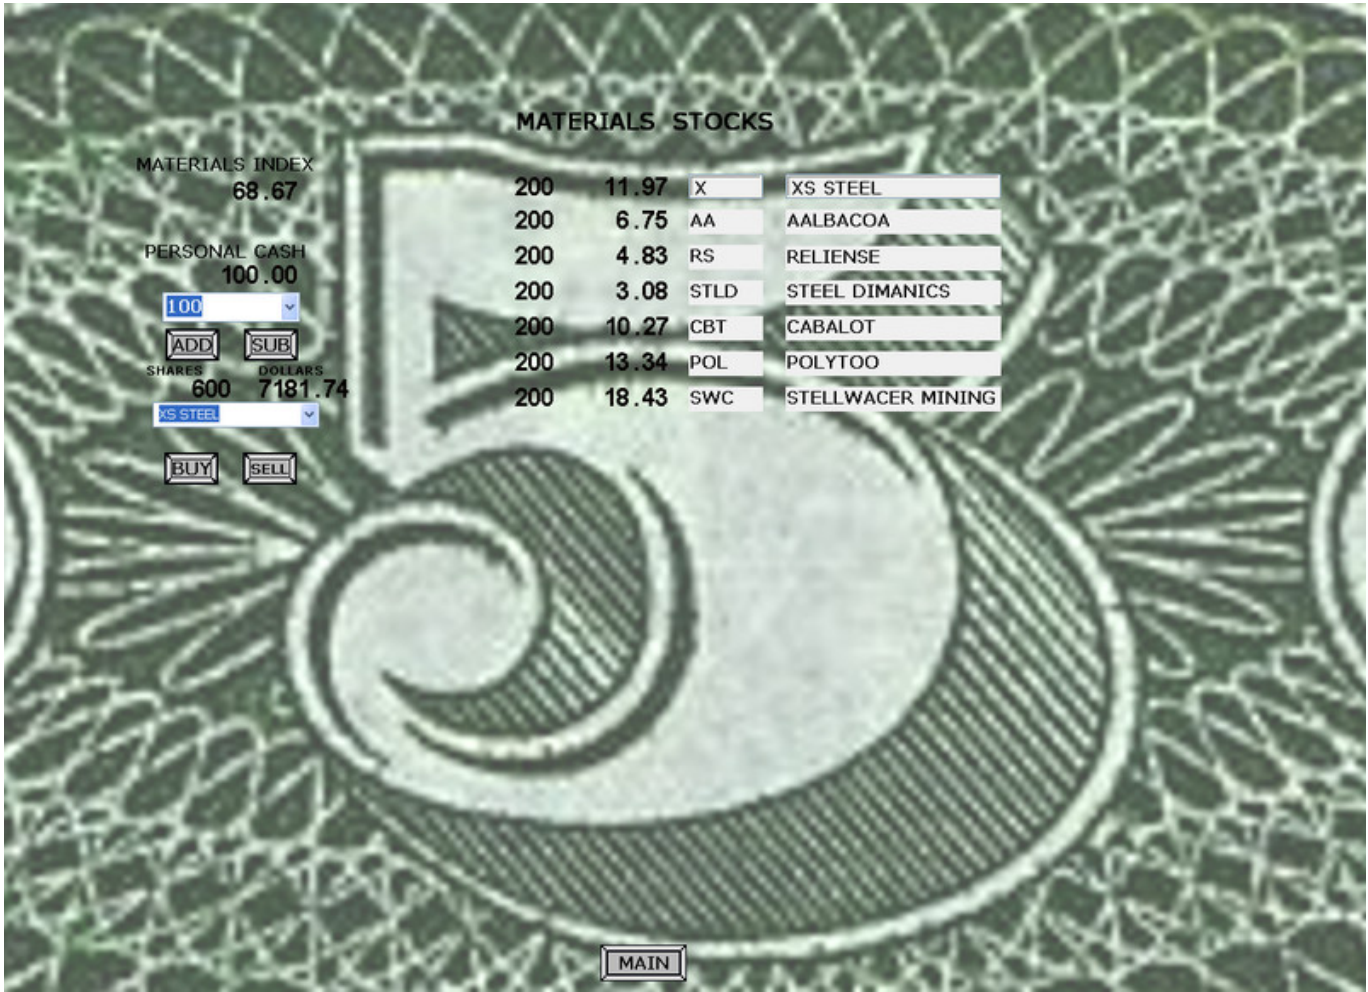 MATERIALS STOCKS
MATERIALS INDEX
68.67
PERSONAL CASH
100.00
100
ADD SUB
SHARES DOLLARS
600 7181.74
XS STEEL
BUY SELL
200 11.97 X XS STEEL
200 6.75 AA AALBACOA
200 4.83 RS RELIENSE
200 3.08 STLD STEEL DIMANICS
200 10.27 CBT CABALOT
200 13.34 POL POLYTOO
200 18.43 SWC STELLWACER MINING
MAIN